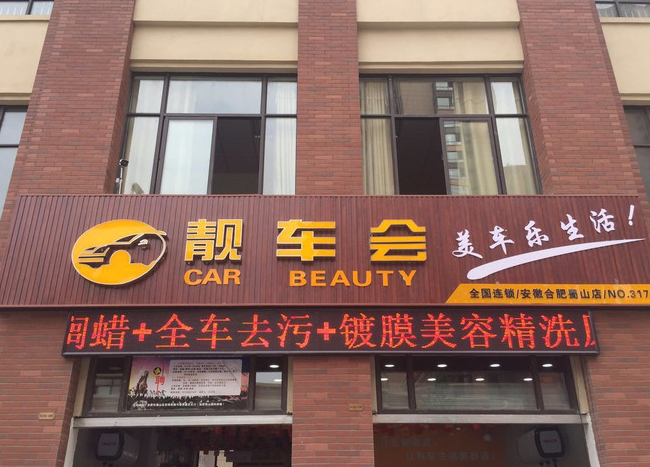 靓车会
CAR BEAUTY
美车乐生活!
全国连锁/安徽合肥蜀山店/NO.317
蜡+全车去污+镀膜美容精洗
聘